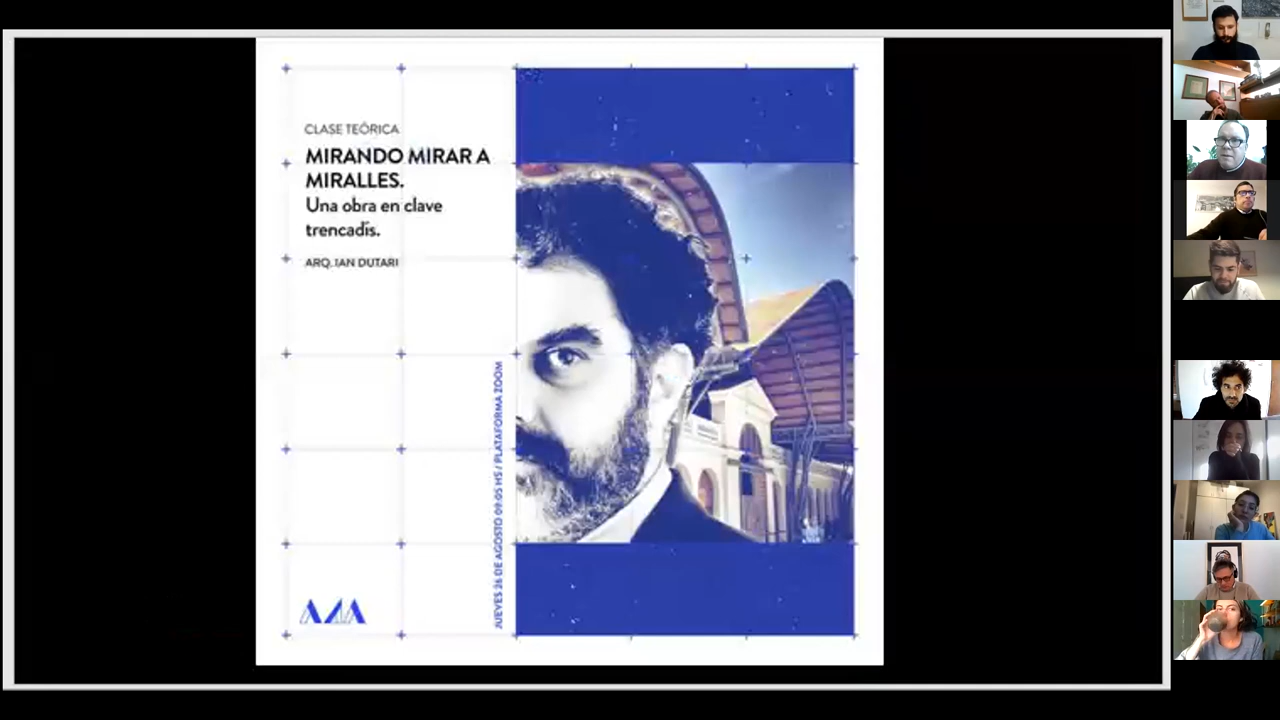 CLASE TEÓRICA
MIRANDO MIRAR A
MIRALLES.
Una obra en clave
trencadís.
ARQ. IAN DUTARI
JUEVES 26 DE AGOSTO 09:05 HS / PLATAFORMA ZOOM